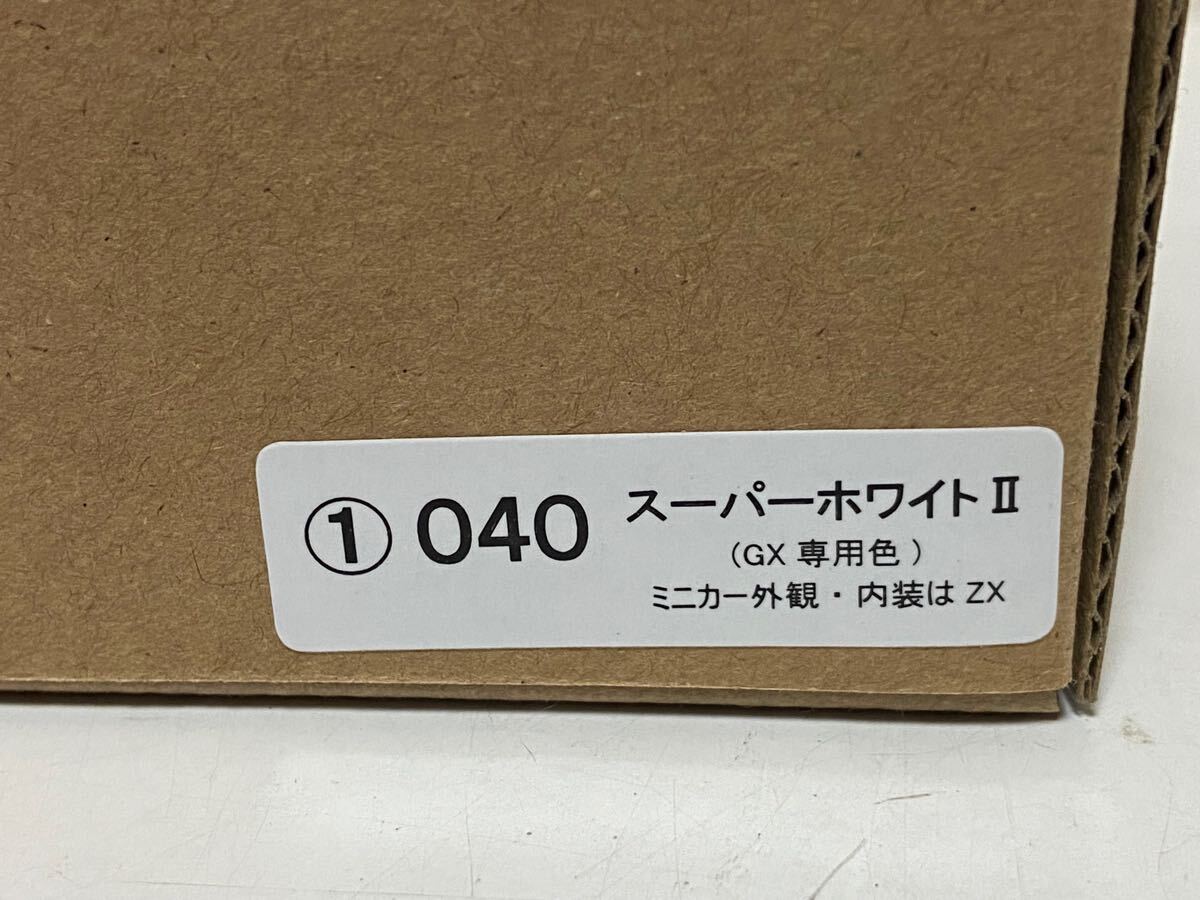 ① 040 スーパーホワイトⅡ
(GX 専用色 )
ミニカー外観・内装は ZX